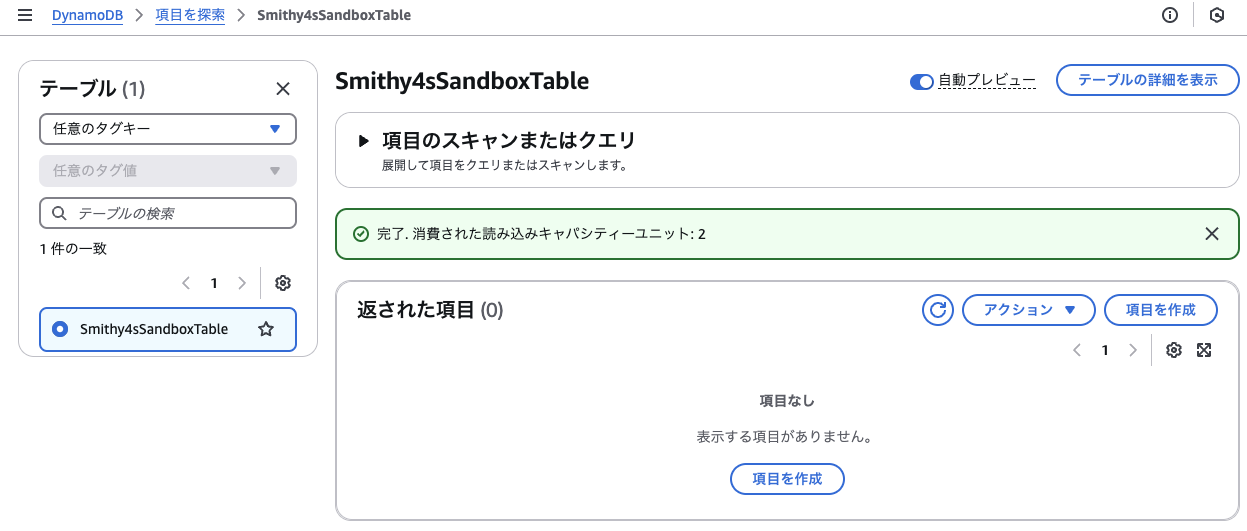 DynamoDB > 項目を探索 > Smithy4sSandboxTable
テーブル (1)
任意のタグキー
任意のタグ値
テーブルの検索
1 件の一致
1
Smithy4sSandboxTable
Smithy4sSandboxTable
自動プレビュー
テーブルの詳細を表示
項目のスキャンまたはクエリ
展開して項目をクエリまたはスキャンします。
完了. 消費された読み込みキャパシティーユニット: 2
返された項目 (0)
アクション
項目を作成
1
項目なし
表示する項目がありません。
項目を作成